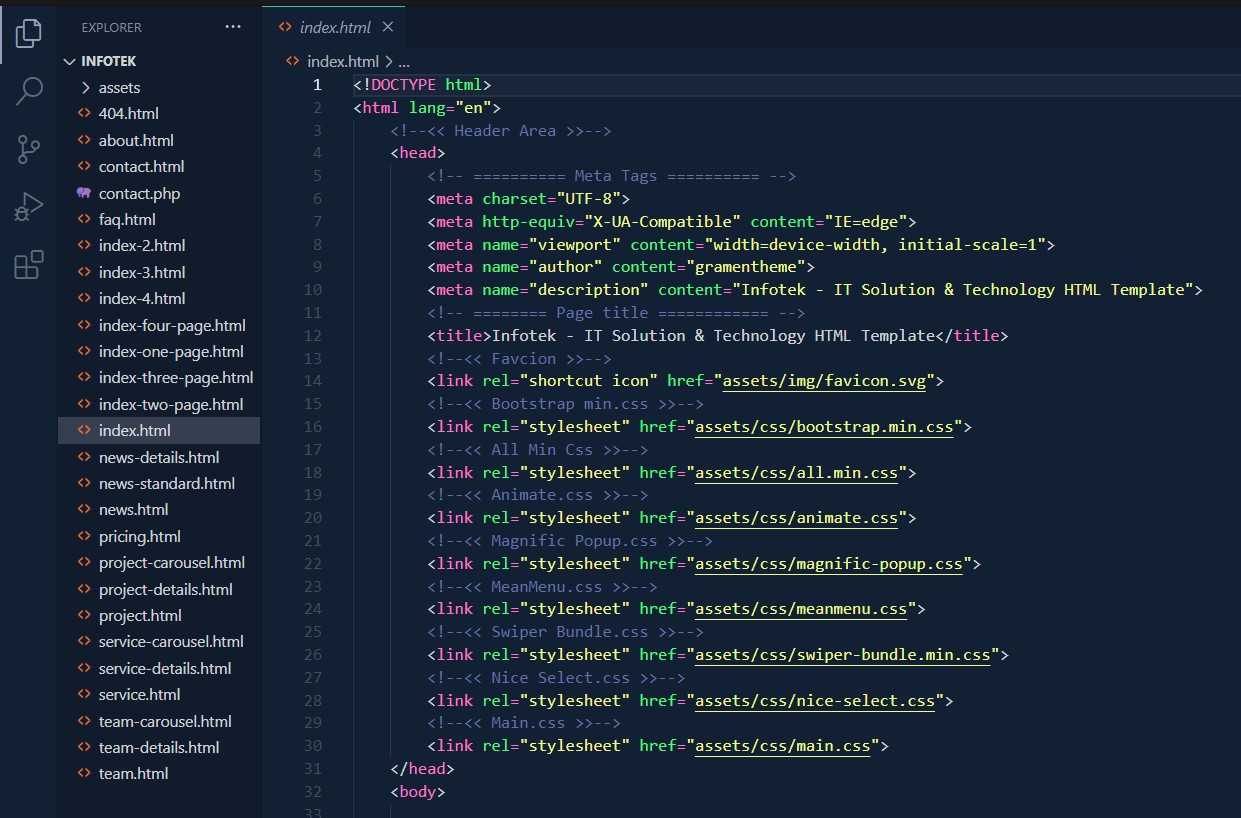 EXPLORER
INFOTEK
assets
404.html
about.html
contact.html
contact.php
faq.html
index-2.html
index-3.html
index-4.html
index-four-page.html
index-one-page.html
index-three-page.html
index-two-page.html
index.html
news-details.html
news-standard.html
news.html
pricing.html
project-carousel.html
project-details.html
project.html
service-carousel.html
service-details.html
service.html
team-carousel.html
team-details.html
team.html
index.html
index.html > ...
1 <!DOCTYPE html>
2 <html lang="en">
3 <!--<< Header Area >>-->
4 <head>
5 <!-- ========== Meta Tags ========== -->
6 <meta charset="UTF-8">
7 <meta http-equiv="X-UA-Compatible" content="IE=edge">
8 <meta name="viewport" content="width=device-width, initial-scale=1">
9 <meta name="author" content="gramentheme">
10 <meta name="description" content="Infotek - IT Solution & Technology HTML Template">
11 <!-- ======== Page title ============ -->
12 <title>Infotek - IT Solution & Technology HTML Template</title>
13 <!--<< Favcion >>-->
14 <link rel="shortcut icon" href="assets/img/favicon.svg">
15 <!--<< Bootstrap min.css >>-->
16 <link rel="stylesheet" href="assets/css/bootstrap.min.css">
17 <!--<< All Min Css >>-->
18 <link rel="stylesheet" href="assets/css/all.min.css">
19 <!--<< Animate.css >>-->
20 <link rel="stylesheet" href="assets/css/animate.css">
21 <!--<< Magnific Popup.css >>-->
22 <link rel="stylesheet" href="assets/css/magnific-popup.css">
23 <!--<< MeanMenu.css >>-->
24 <link rel="stylesheet" href="assets/css/meanmenu.css">
25 <!--<< Swiper Bundle.css >>-->
26 <link rel="stylesheet" href="assets/css/swiper-bundle.min.css">
27 <!--<< Nice Select.css >>-->
28 <link rel="stylesheet" href="assets/css/nice-select.css">
29 <!--<< Main.css >>-->
30 <link rel="stylesheet" href="assets/css/main.css">
31 </head>
32 <body>
33